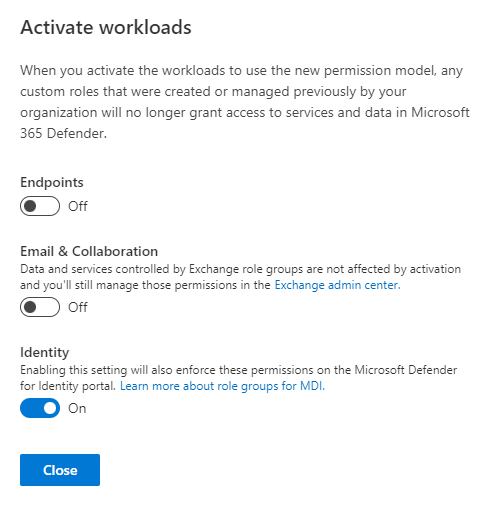 Activate workloads
When you activate the workloads to use the new permission model, any
custom roles that were created or managed previously by your
organization will no longer grant access to services and data in Microsoft
365 Defender.
Endpoints
Off
Email & Collaboration
Data and services controlled by Exchange role groups are not affected by activation
and you'll still manage those permissions in the Exchange admin center.
Off
Identity
Enabling this setting will also enforce these permissions on the Microsoft Defender
for Identity portal. Learn more about role groups for MDI.
On
Close